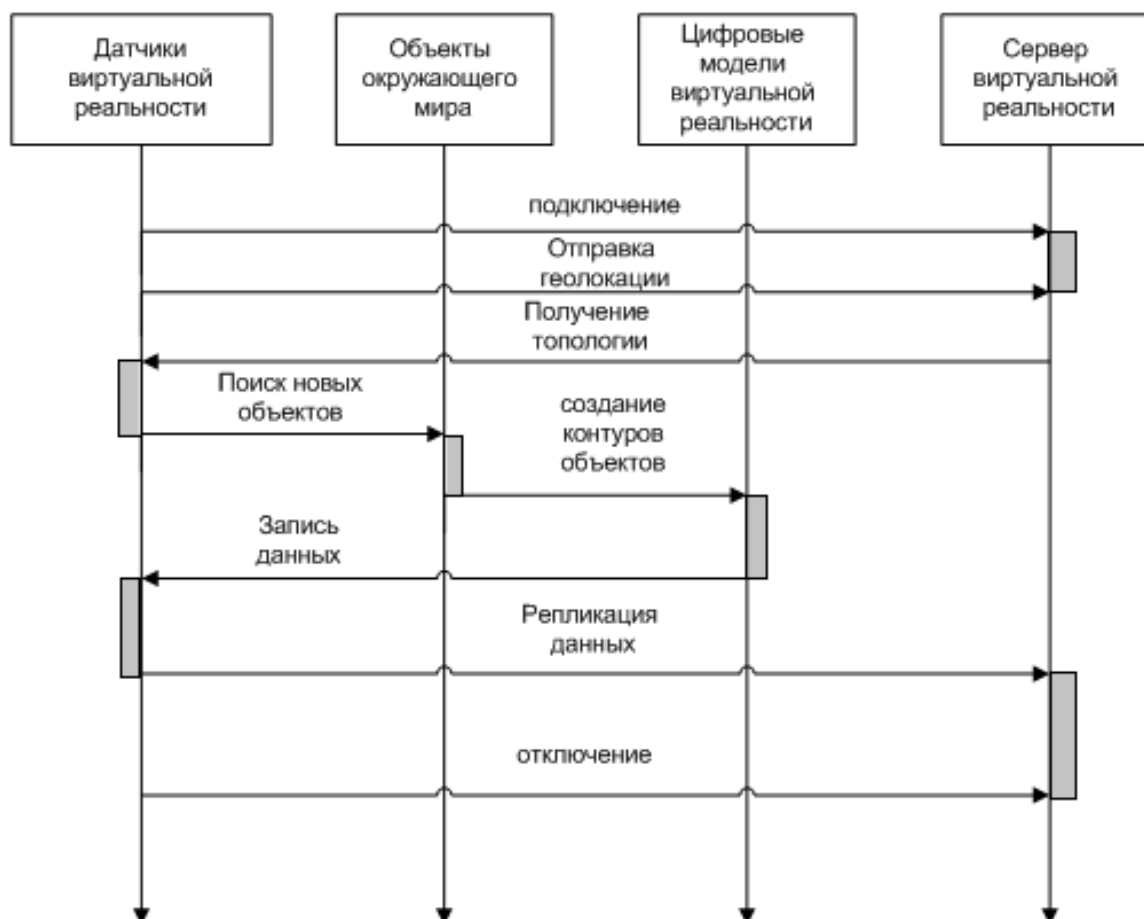 Датчики
виртуальной
реальности
Объекты
окружающего
мира
Цифровые
модели
виртуальной
реальности
Сервер
виртуальной
реальности
подключение
Отправка
геолокации
Получение
топологии
Поиск новых
объектов
создание
контуров
объектов
Запись
данных
Репликация
данных
отключение